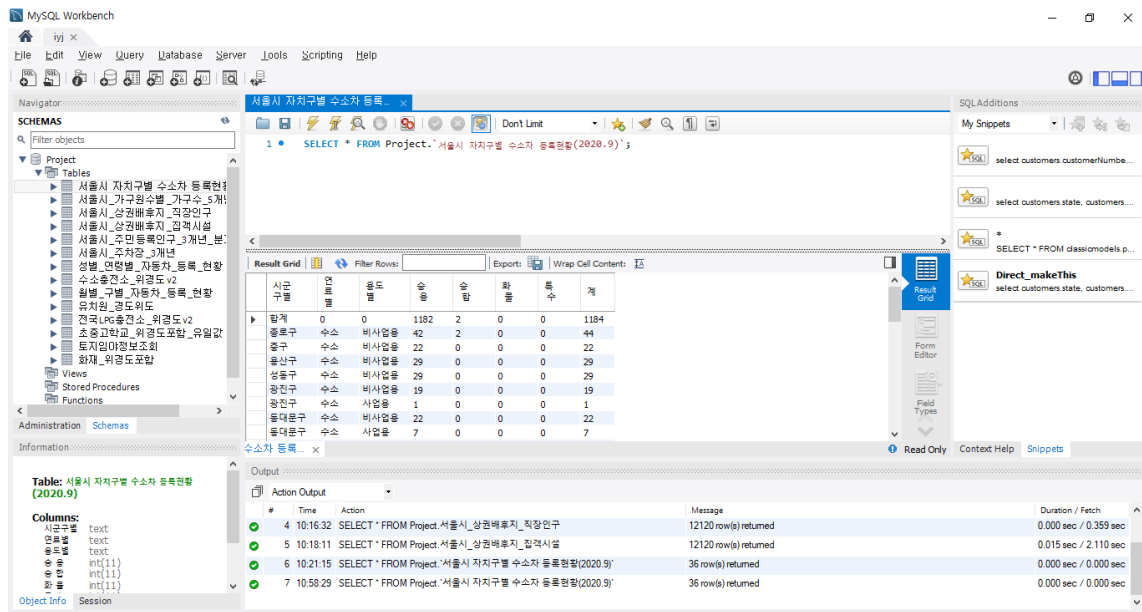 MySQL Workbench
iyj ×
File Edit View Query Database Server Tools Scripting Help
Navigator
SCHEMAS
Filter objects
Project
Tables
서울시 자치구별 수소차 등록현황
서울시_가구원수별_가구수_5개년
서울시_상권배후지_직장인구
서울시_상권배후지_집객시설
서울시_주민등록인구_3개년_분기
서울시_주차장_3개년
성별_연령별_자동차_등록_현황
수소충전소_위경도v2
월별_구별_자동차_등록_현황
유치원_경도위도
전국LPG충전소_위경도v2
초중고학교_위경도포함_유일값
토지임야정보조회
화재_위경도포함
Views
Stored Procedures
Functions
Administration Schemas
Information
Table: 서울시 자치구별 수소차 등록현황
(2020.9)
Columns:
시군구별 text
연료별 text
용도별 text
승용 int(11)
승합 int(11)
화물 int(11)
Object Info Session
서울시 자치구별 수소차 등록... ×
Don't Limit
1 SELECT * FROM Project.`서울시 자치구별 수소차 등록현황(2020.9)`;
Result Grid Filter Rows: Export: Wrap Cell Content:
시군구별 연료별 용도별 승용 승합 화물 특수 계
합계 0 0 1182 2 0 0 1184
종로구 수소 비사업용 42 2 0 0 44
중구 수소 비사업용 22 0 0 0 22
용산구 수소 비사업용 29 0 0 0 29
성동구 수소 비사업용 29 0 0 0 29
광진구 수소 비사업용 19 0 0 0 19
광진구 수소 사업용 1 0 0 0 1
동대문구 수소 비사업용 22 0 0 0 22
동대문구 수소 사업용 7 0 0 0 7
Result Grid
Form Editor
Field Types
수소차 등록... ×
Read Only
SQLAdditions
My Snippets
select customers.customerNumbe...
select customers.state, customers....
*
SELECT * FROM classicmodels.p...
Direct_makeThis
select customers.state, customers....
Context Help Snippets
Output
Action Output
# Time Action Message Duration / Fetch
4 10:16:32 SELECT * FROM Project.서울시_상권배후지_직장인구 12120 row(s) returned 0.000 sec / 0.359 sec
5 10:18:11 SELECT * FROM Project.서울시_상권배후지_집객시설 12120 row(s) returned 0.015 sec / 2.110 sec
6 10:21:15 SELECT * FROM Project.`서울시 자치구별 수소차 등록현황(2020.9)` 36 row(s) returned 0.000 sec / 0.000 sec
7 10:58:29 SELECT * FROM Project.`서울시 자치구별 수소차 등록현황(2020.9)` 36 row(s) returned 0.000 sec / 0.000 sec